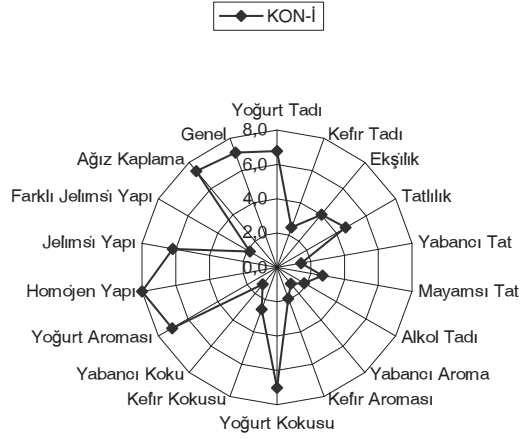 KON-İ
Yoğurt Tadı
Genel
8,0
Kefir Tadı
Ağız Kaplama
6,0
Ekşilik
Farklı Jelimsi Yapı
4,0
Tatlılık
Jelimsi Yapı
2,0
Yabancı Tat
0,0
Homojen Yapı
Mayamsı Tat
Yoğurt Aroması
Alkol Tadı
Yabancı Koku
Yabancı Aroma
Kefir Kokusu
Kefir Aroması
Yoğurt Kokusu